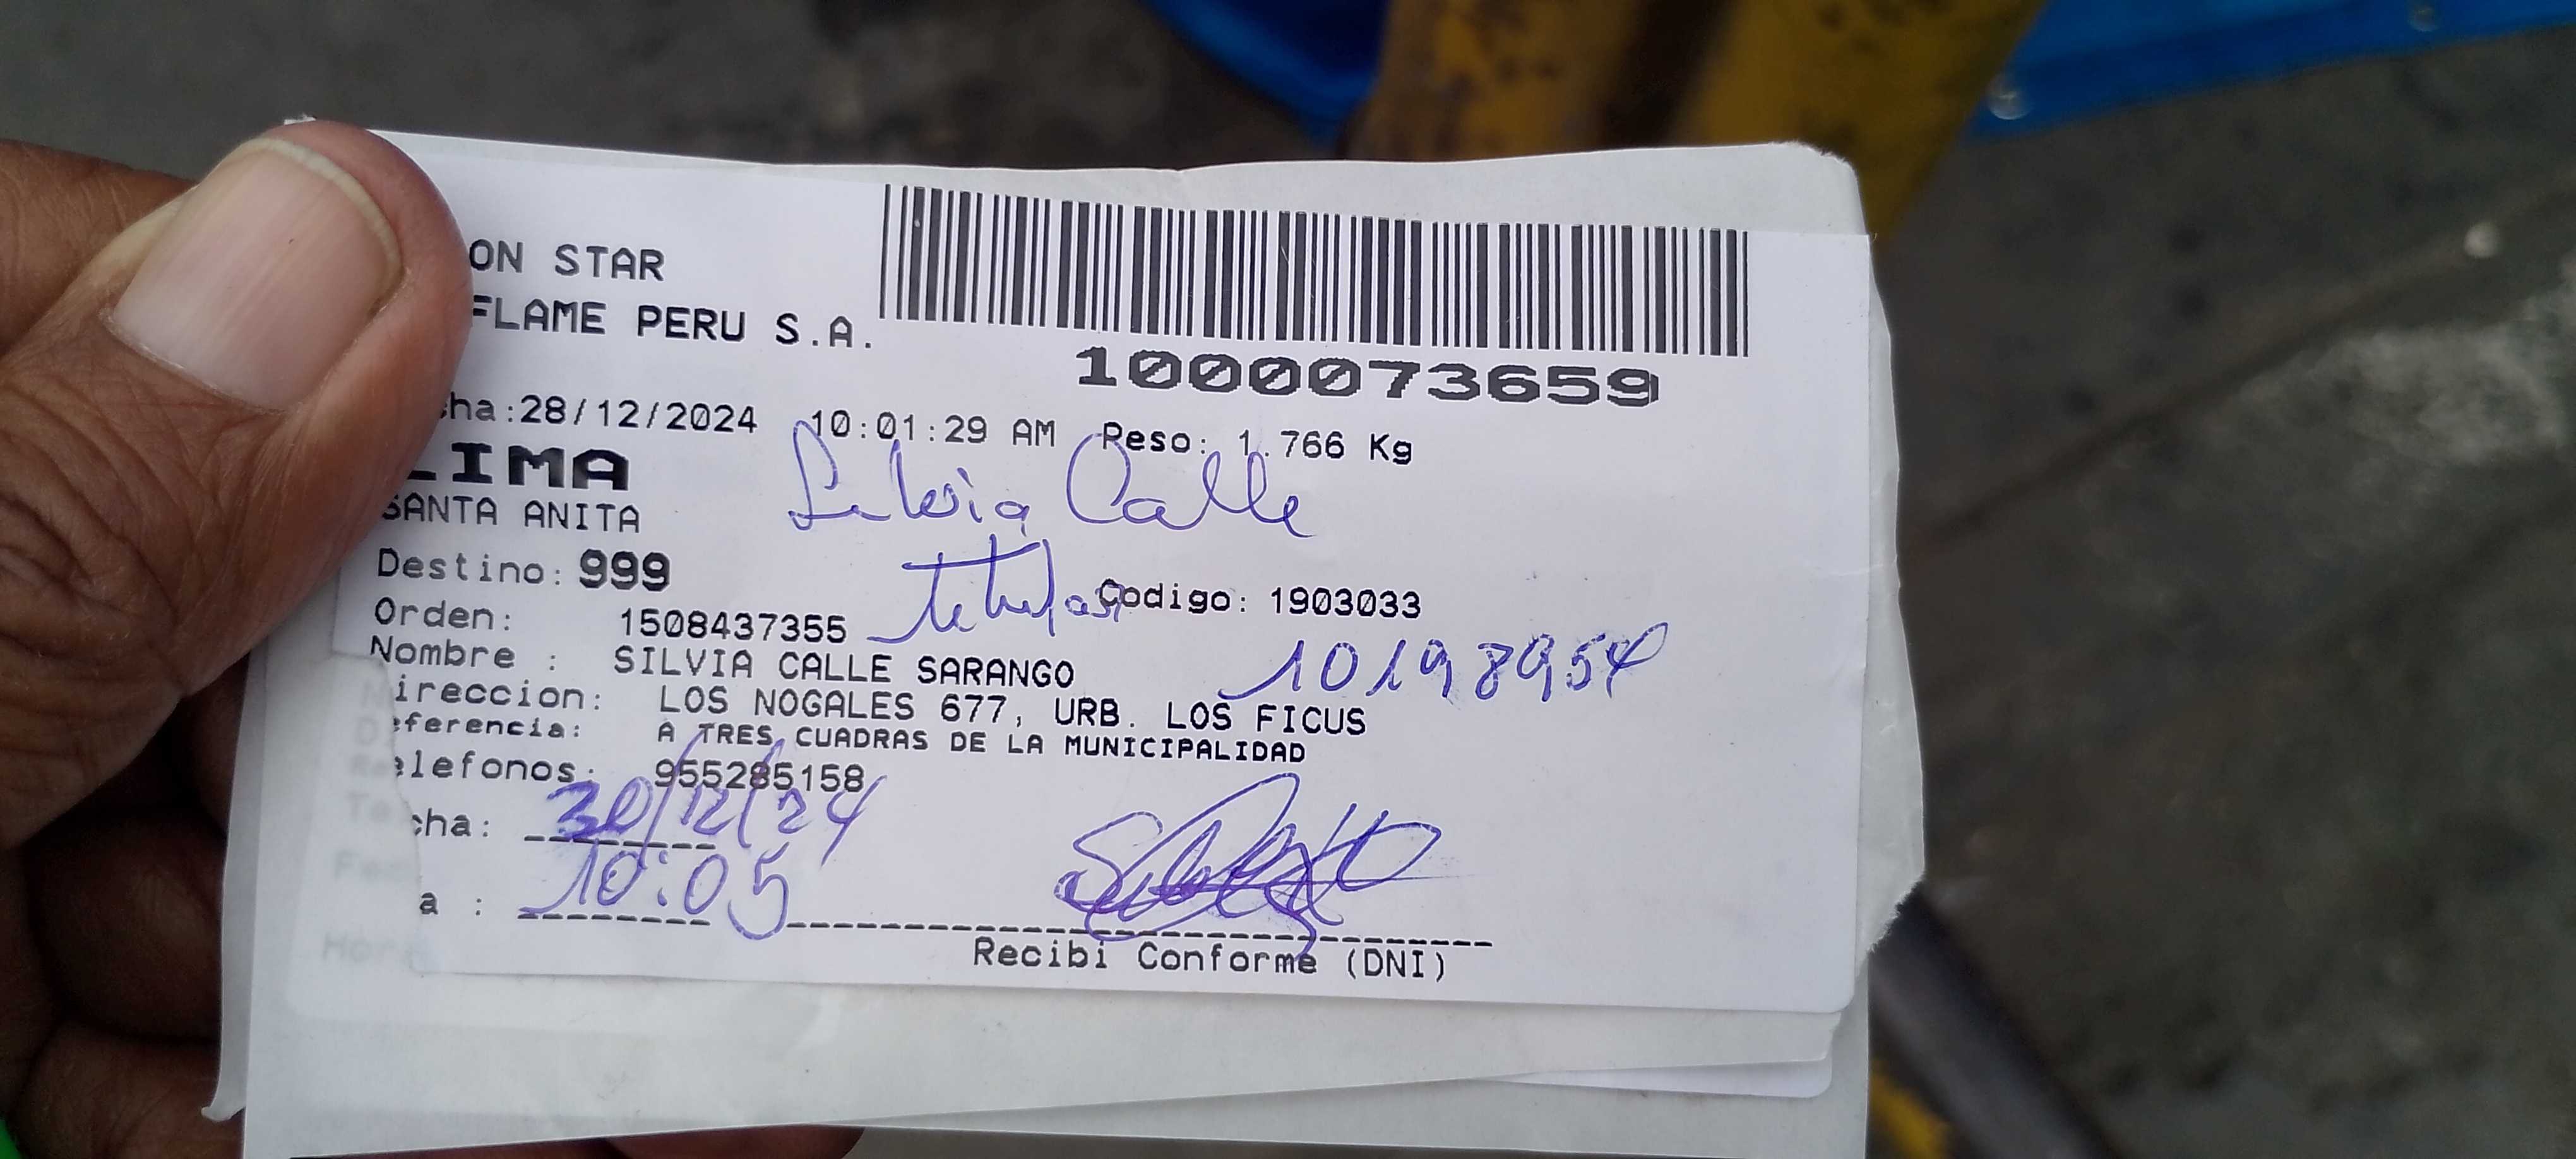 ON STAR
FLAME PERU S.A.
1000073659
ha:28/12/2024 10:01:29 AM Peso: 1.766 Kg
LIMA
Silvia Calle
SANTA ANITA
Destino: 999
titular
Codigo: 1903033
Orden: 1508437355
10198954
Nombre : SILVIA CALLE SARANGO
ireccion: LOS NOGALES 677, URB. LOS FICUS
eferencia: A TRES CUADRAS DE LA MUNICIPALIDAD
elefonos: 955285158
cha: 30/12/24
a : 10:05
Recibi Conforme (DNI)